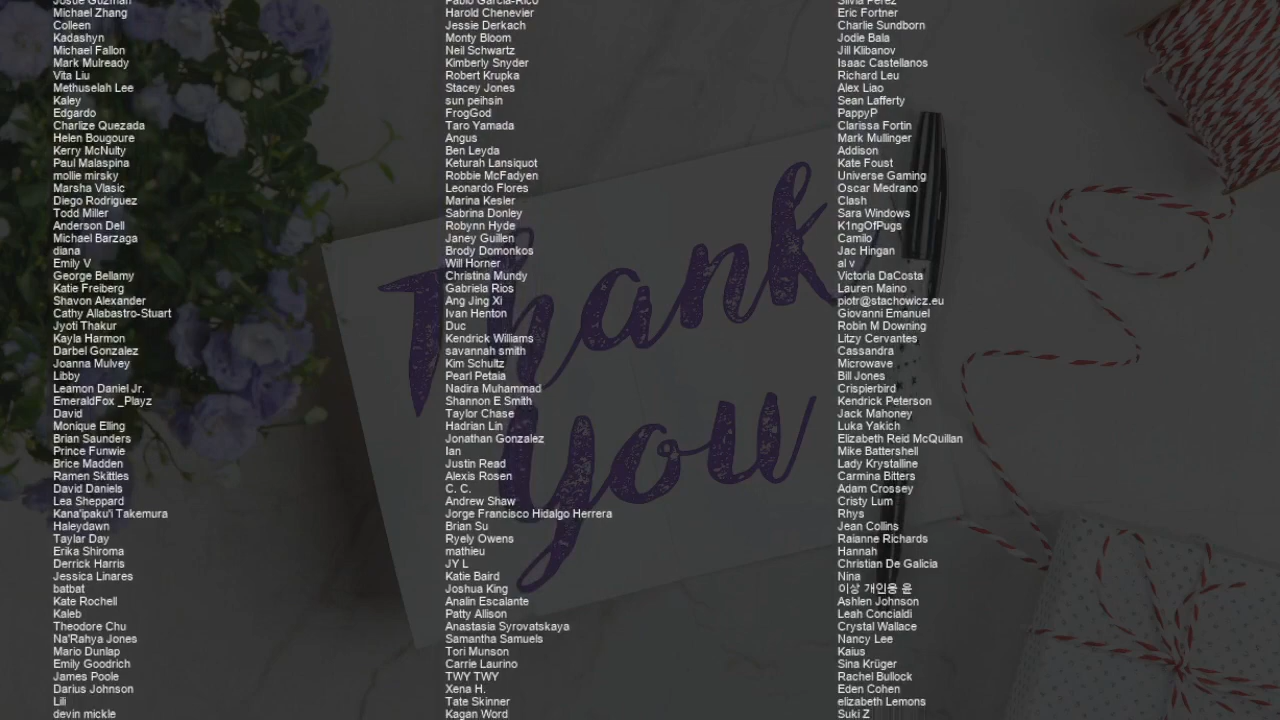 Josue Guzman
Michael Zhang
Colleen
Kadashyn
Michael Fallon
Mark Mulready
Vita Liu
Methuselah Lee
Kaley
Edgardo
Charlize Quezada
Helen Bougoure
Kerry McNulty
Paul Malaspina
mollie mirsky
Marsha Vlasic
Diego Rodriguez
Todd Miller
Anderson Dell
Michael Barzaga
diana
Emily V
George Bellamy
Katie Freiberg
Shavon Alexander
Cathy Allabastro-Stuart
Jyoti Thakur
Kayla Harmon
Darbel Gonzalez
Joanna Mulvey
Libby
Leamon Daniel Jr.
EmeraldFox _Playz
David
Monique Elling
Brian Saunders
Prince Funwie
Brice Madden
Ramen Skittles
David Daniels
Lea Sheppard
Kana'ipaku'i Takemura
Haleydawn
Taylar Day
Erika Shiroma
Derrick Harris
Jessica Linares
batbat
Kate Rochell
Kaleb
Theodore Chu
Na'Rahya Jones
Mario Dunlap
Emily Goodrich
James Poole
Darius Johnson
Lili
devin mickle
Pablo Garcia-Rico
Harold Chenevier
Jessie Derkach
Monty Bloom
Neil Schwartz
Kimberly Snyder
Robert Krupka
Stacey Jones
sun peihsin
FrogGod
Taro Yamada
Angus
Ben Leyda
Keturah Lansiquot
Robbie McFadyen
Leonardo Flores
Marina Kesler
Sabrina Donley
Robynn Hyde
Janey Guillen
Brody Domonkos
Will Horner
Christina Mundy
Gabriela Rios
Ang Jing Xi
Ivan Henton
Duc
Kendrick Williams
savannah smith
Kim Schultz
Pearl Petaia
Nadira Muhammad
Shannon E Smith
Taylor Chase
Hadrian Lin
Jonathan Gonzalez
Ian
Justin Read
Alexis Rosen
C. C.
Andrew Shaw
Jorge Francisco Hidalgo Herrera
Brian Su
Ryely Owens
mathieu
JY L
Katie Baird
Joshua King
Analin Escalante
Patty Allison
Anastasia Syrovatskaya
Samantha Samuels
Tori Munson
Carrie Laurino
TWY TWY
Xena H.
Tate Skinner
Kagan Word
Silvia Perez
Eric Fortner
Charlie Sundborn
Jodie Bala
Jill Klibanov
Isaac Castellanos
Richard Leu
Alex Liao
Sean Lafferty
PappyP
Clarissa Fortin
Mark Mullinger
Addison
Kate Foust
Universe Gaming
Oscar Medrano
Clash
Sara Windows
K1ngOfPugs
Camilo
Jac Hingan
al v
Victoria DaCosta
Lauren Maino
piotr@stachowicz.eu
Giovanni Emanuel
Robin M Downing
Litzy Cervantes
Cassandra
Microwave
Bill Jones
Crispierbird
Kendrick Peterson
Jack Mahoney
Luka Yakich
Elizabeth Reid McQuillan
Mike Battershell
Lady Krystalline
Carmina Bitters
Adam Crossey
Cristy Lum
Rhys
Jean Collins
Raianne Richards
Hannah
Christian De Galicia
Nina
이상 개인용 윤
Ashlen Johnson
Leah Concialdi
Crystal Wallace
Nancy Lee
Kaius
Sina Krüger
Rachel Bullock
Eden Cohen
elizabeth Lemons
Suki Z
Thank
You